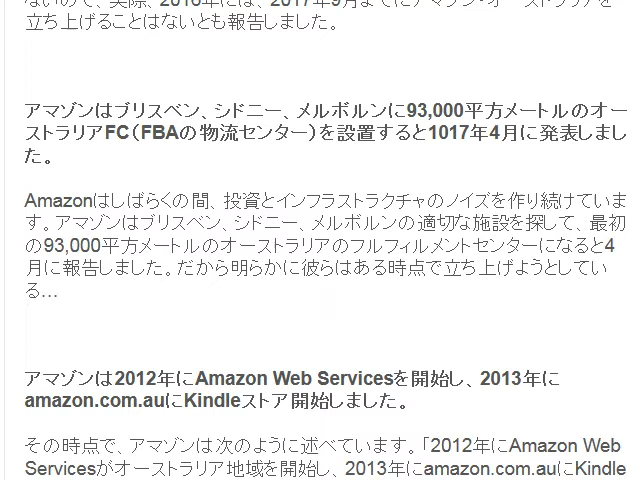 ないので、実際、2016年には、2017年9月までにアマゾン・オーストラリアを
立ち上げることはないとも報告しました。
アマゾンはブリスベン、シドニー、メルボルンに93,000平方メートルのオー
ストラリアFC（FBAの物流センター）を設置すると1017年4月に発表しまし
た。
Amazonはしばらくの間、投資とインフラストラクチャのノイズを作り続けていま
す。アマゾンはブリスベン、シドニー、メルボルンの適切な施設を探して、最初
の93,000平方メートルのオーストラリアのフルフィルメントセンターになると4
月に報告しました。だから明らかに彼らはある時点で立ち上げようとしてい
る...
アマゾンは2012年にAmazon Web Servicesを開始し、2013年に
amazon.com.auにKindleストア開始しました。
その時点で、アマゾンは次のように述べています。「2012年にAmazon Web
Servicesがオーストラリア地域を開始し、2013年にamazon.com.auにKindle